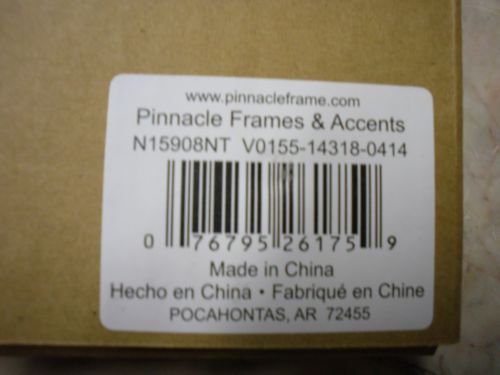 www.pinnacleframe.com
Pinnacle Frames & Accents
N15908NT V0155-14318-0414
0 76795 26175 9
Made in China
Hecho en China • Fabriqué en Chine
POCAHONTAS, AR 72455